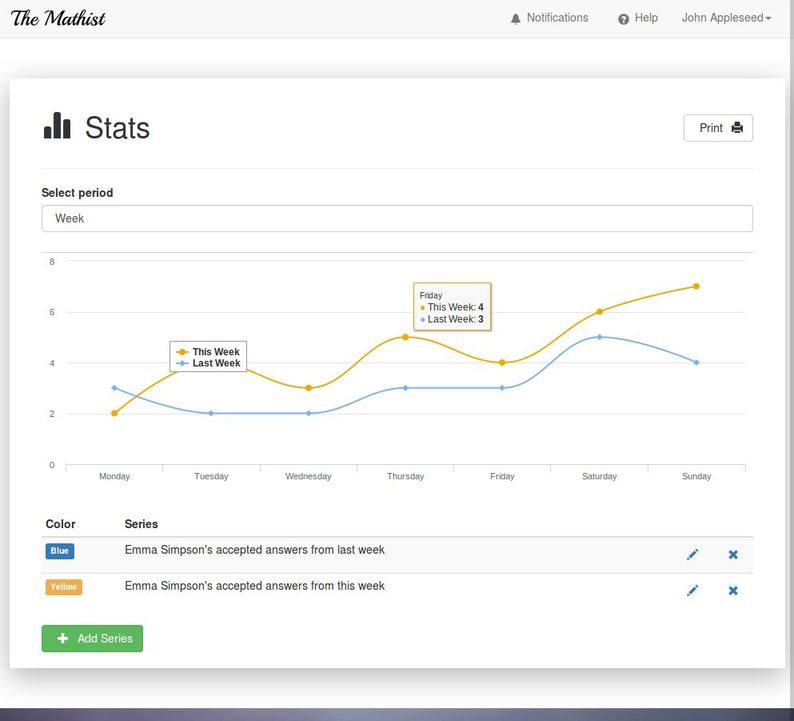 The Mathist
Notifications Help John Appleseed
Stats
Print
Select period
Week
8
6
4
2
0
Friday
This Week: 4
Last Week: 3
This Week
Last Week
Monday Tuesday Wednesday Thursday Friday Saturday Sunday
Color Series
Blue Emma Simpson's accepted answers from last week
Yellow Emma Simpson's accepted answers from this week
Add Series